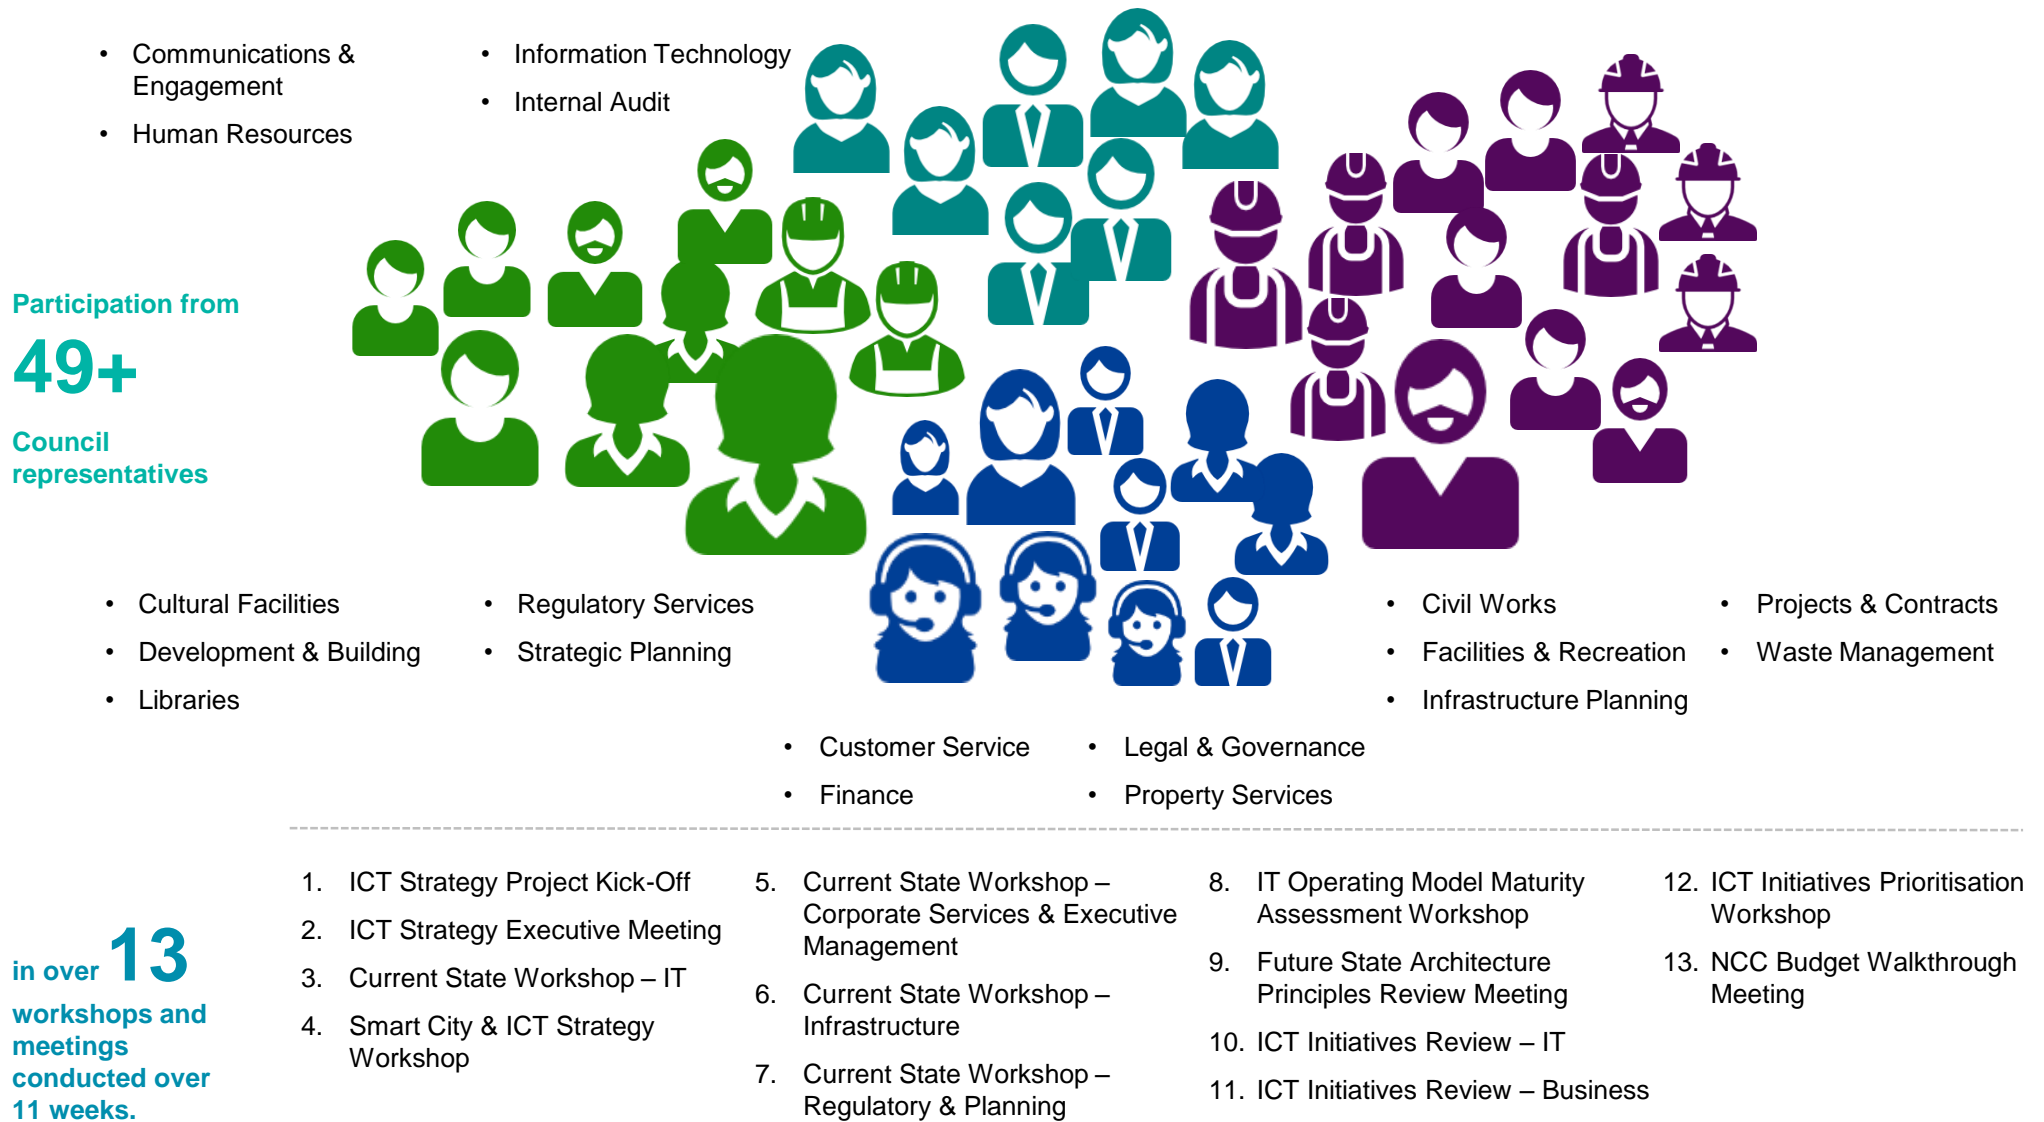 • Communications &
Engagement
• Human Resources
• Information Technology
• Internal Audit
Participation from
49+
Council
representatives
• Cultural Facilities
• Development & Building
• Libraries
• Regulatory Services
• Strategic Planning
• Customer Service
• Finance
• Legal & Governance
• Property Services
• Civil Works
• Facilities & Recreation
• Infrastructure Planning
• Projects & Contracts
• Waste Management
in over 13
workshops and
meetings
conducted over
11 weeks.
1. ICT Strategy Project Kick-Off
2. ICT Strategy Executive Meeting
3. Current State Workshop – IT
4. Smart City & ICT Strategy
Workshop
5. Current State Workshop –
Corporate Services & Executive
Management
6. Current State Workshop –
Infrastructure
7. Current State Workshop –
Regulatory & Planning
8. IT Operating Model Maturity
Assessment Workshop
9. Future State Architecture
Principles Review Meeting
10. ICT Initiatives Review – IT
11. ICT Initiatives Review – Business
12. ICT Initiatives Prioritisation
Workshop
13. NCC Budget Walkthrough
Meeting